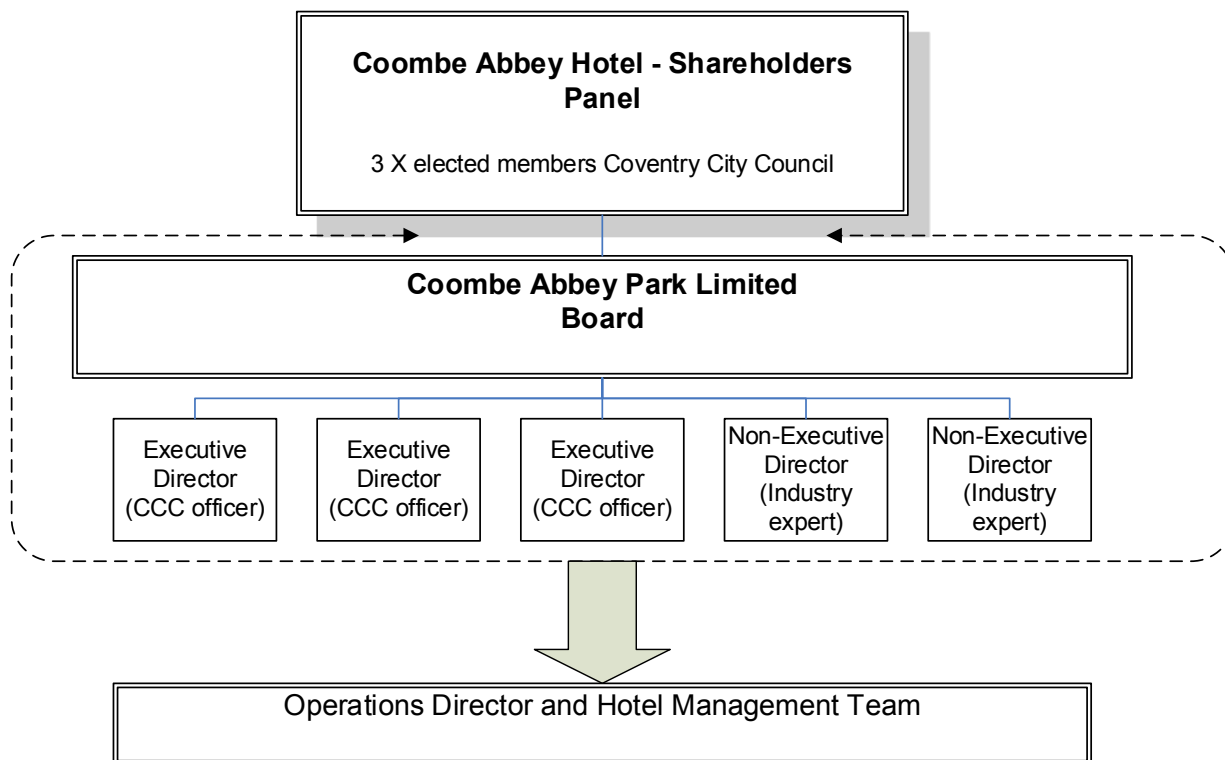 Coombe Abbey Hotel - Shareholders
Panel
3 X elected members Coventry City Council
Coombe Abbey Park Limited
Board
Executive
Director
(CCC officer)
Executive
Director
(CCC officer)
Executive
Director
(CCC officer)
Non-Executive
Director
(Industry
expert)
Non-Executive
Director
(Industry
expert)
Operations Director and Hotel Management Team